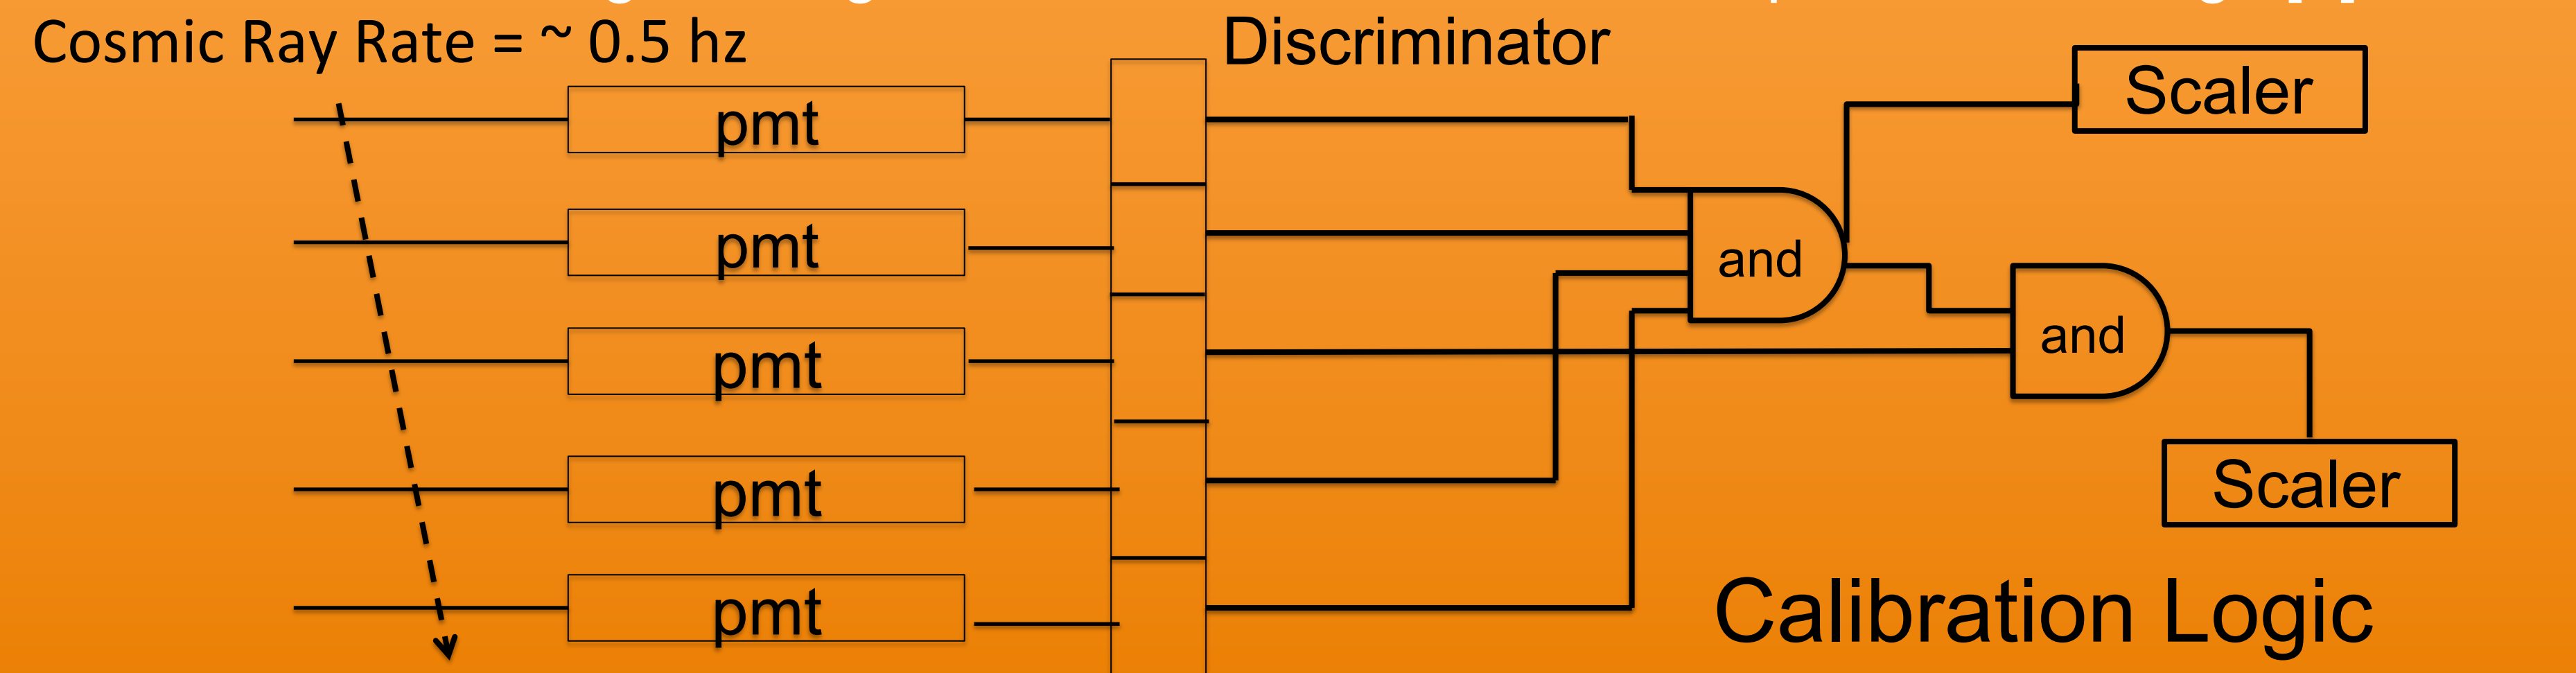 Cosmic Ray Rate = ~ 0.5 hz
Discriminator
Scaler
pmt
pmt
and
pmt
and
pmt
Scaler
pmt
Calibration Logic